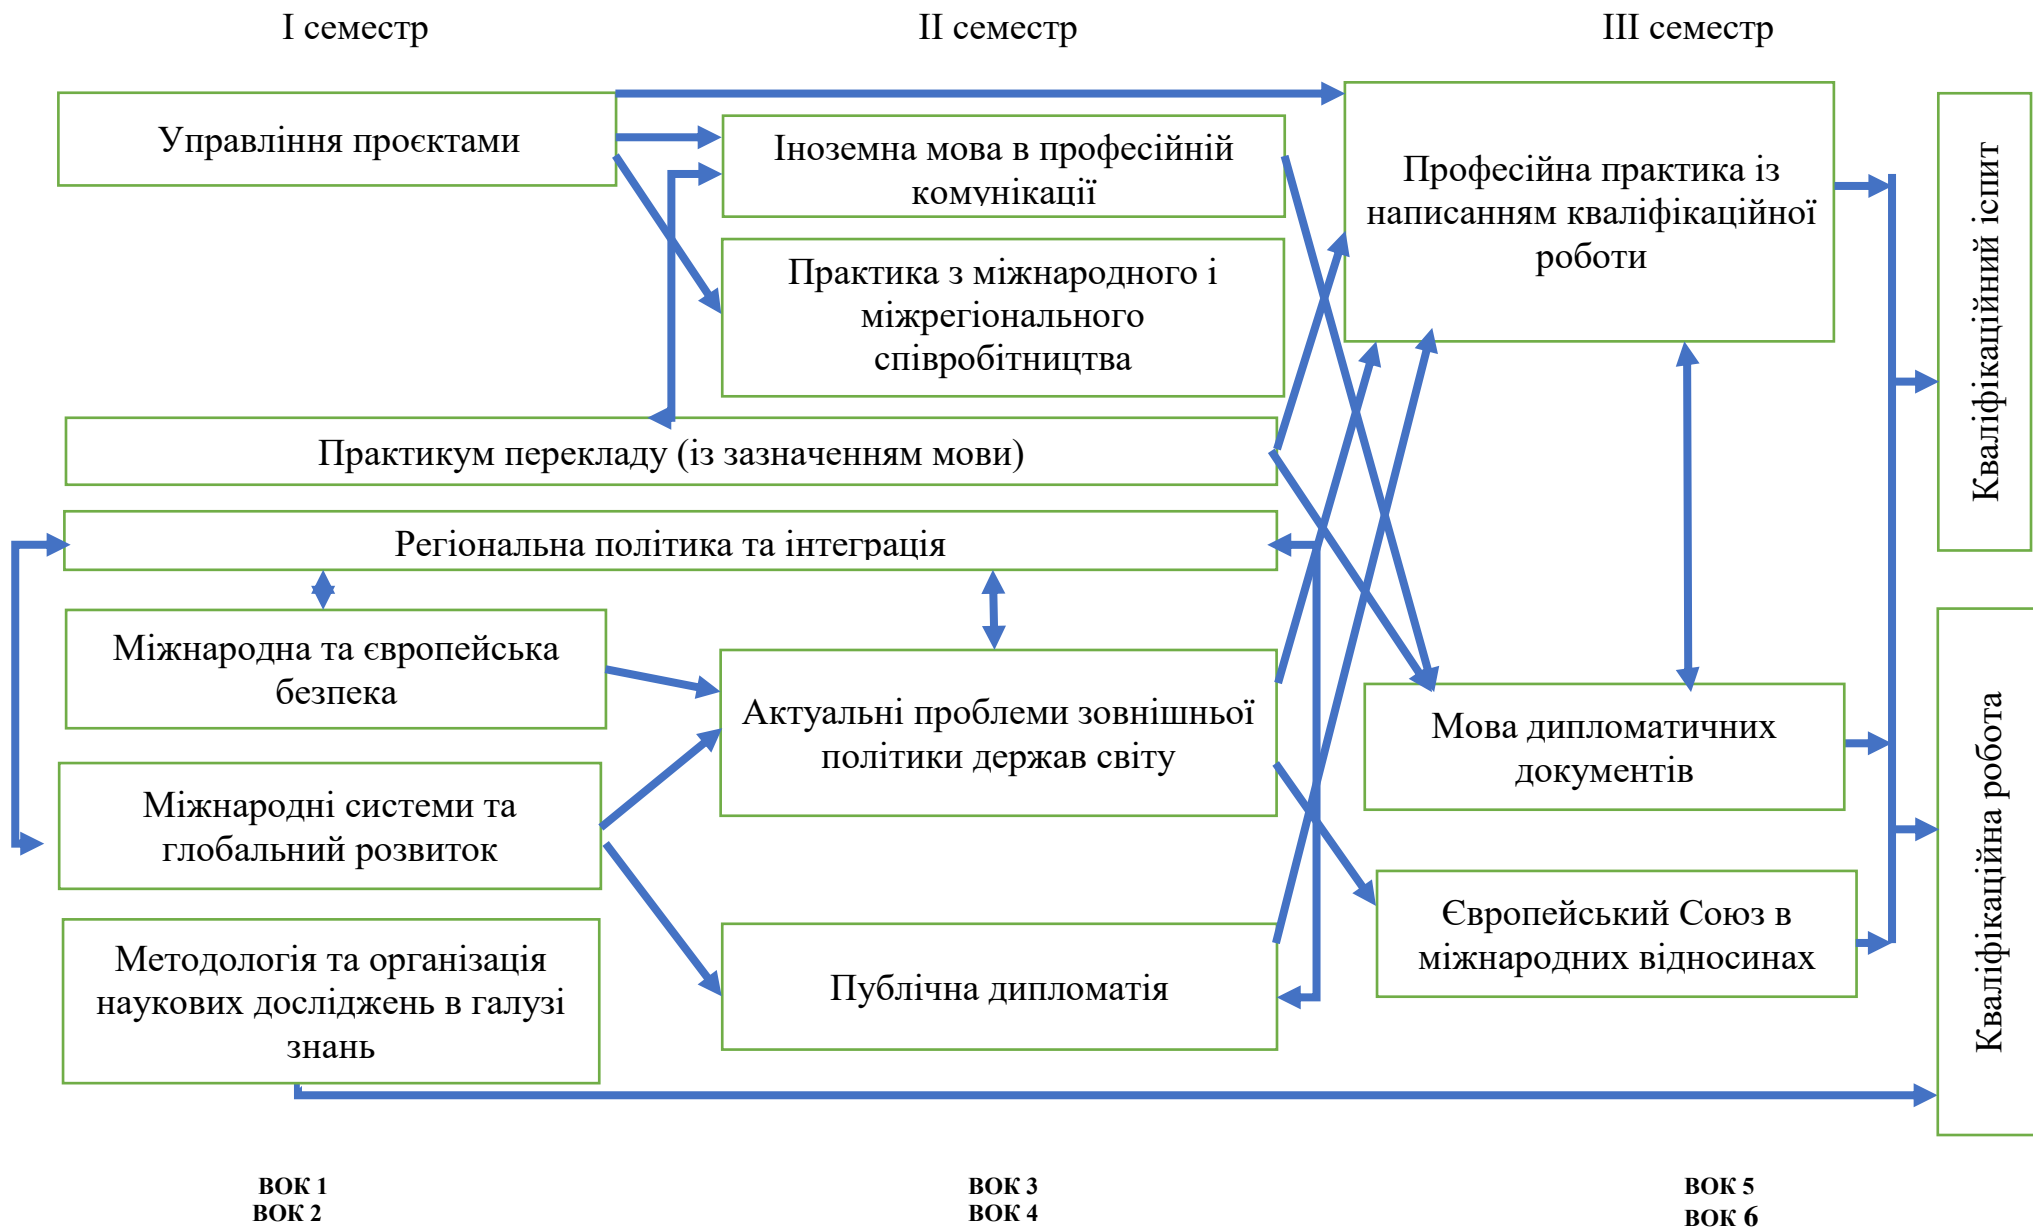 I семестр
II семестр
III семестр
Управління проєктами
Іноземна мова в професійній
комунікації
Практика з міжнародного і
міжрегіонального
співробітництва
Професійна практика із
написанням кваліфікаційної
роботи
Кваліфікаційний іспит
Практикум перекладу (із зазначенням мови)
Регіональна політика та інтеграція
Міжнародна та європейська
безпека
Актуальні проблеми зовнішньої
політики держав світу
Мова дипломатичних
документів
Міжнародні системи та
глобальний розвиток
Європейський Союз в
міжнародних відносинах
Кваліфікаційна робота
Методологія та організація
наукових досліджень в галузі
знань
Публічна дипломатія
ВОК 1
ВОК 2
ВОК 3
ВОК 4
ВОК 5
ВОК 6